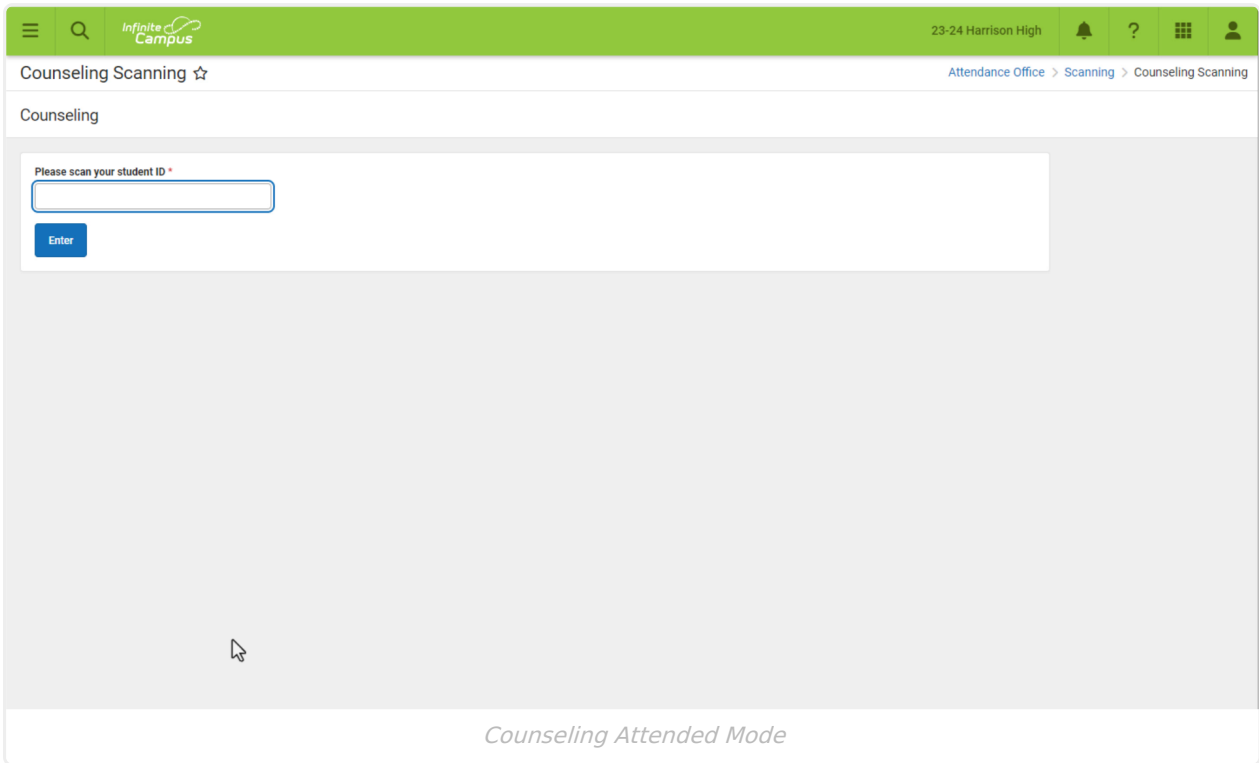 Infinite
Campus
23-24 Harrison High
?
Counseling Scanning
Attendance Office > Scanning > Counseling Scanning
Counseling
Please scan your student ID *
Enter
Counseling Attended Mode